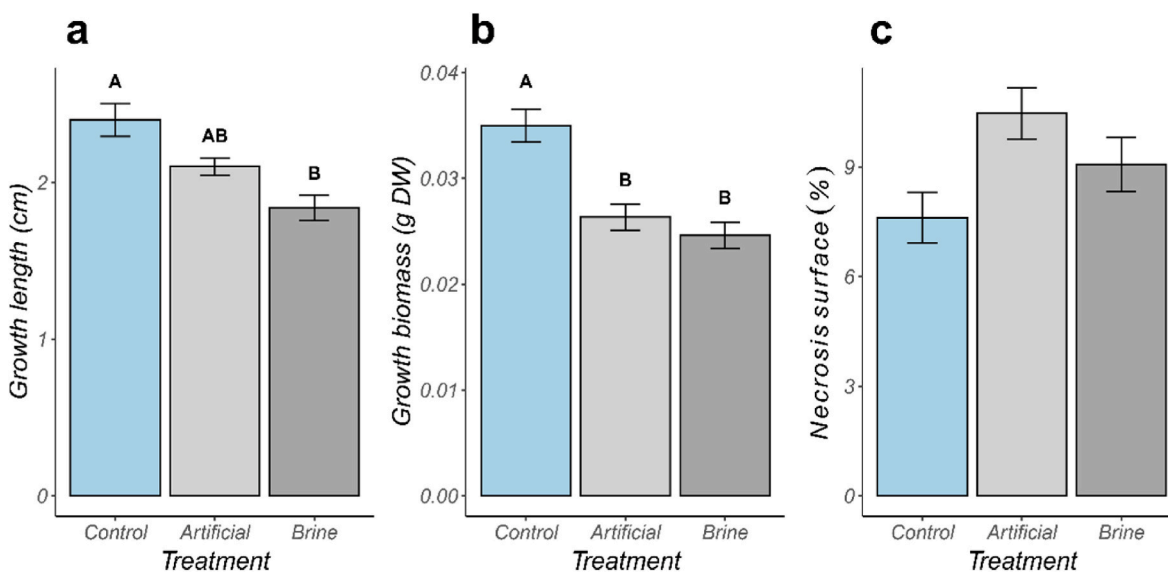 a
Growth length (cm)
2
1
0
A
AB
B
Control Artificial Brine
Treatment
b
Growth biomass (g DW)
0.04
0.03
0.02
0.01
0.00
A
B
B
Control Artificial Brine
Treatment
c
Necrosis surface (%)
9
6
3
0
Control Artificial Brine
Treatment